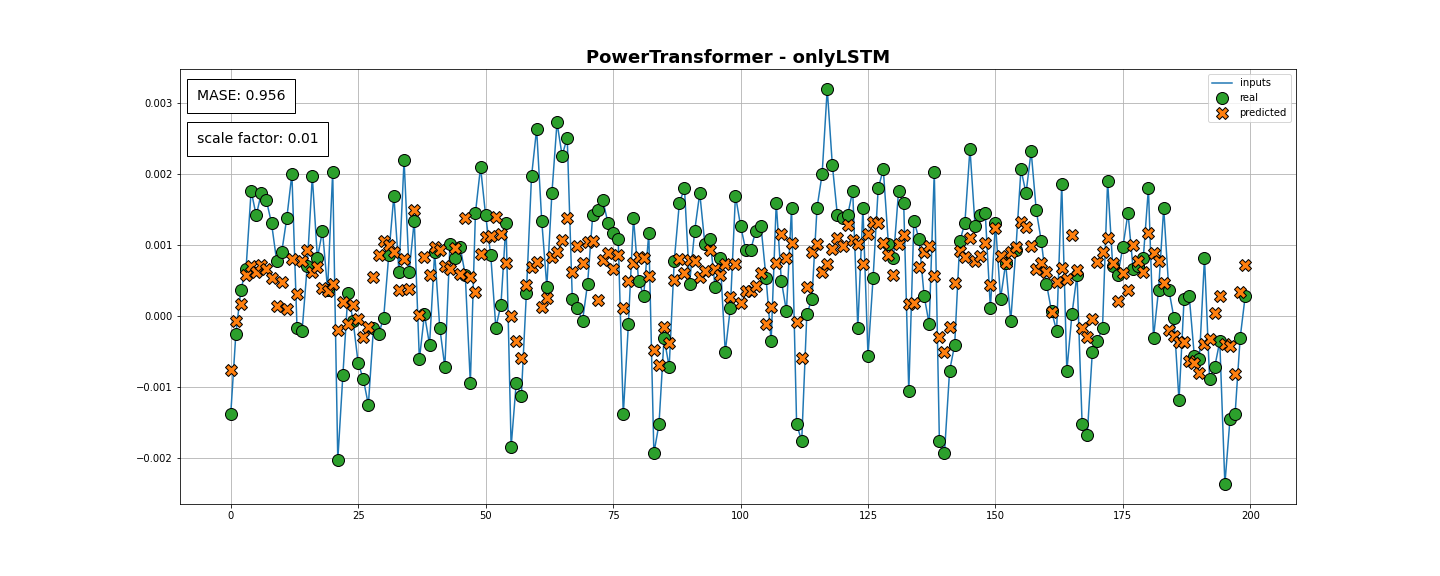 PowerTransformer - onlyLSTM
MASE: 0.956
scale factor: 0.01
inputs
real
predicted
0.003
0.002
0.001
0.000
−0.001
−0.002
0
25
50
75
100
125
150
175
200